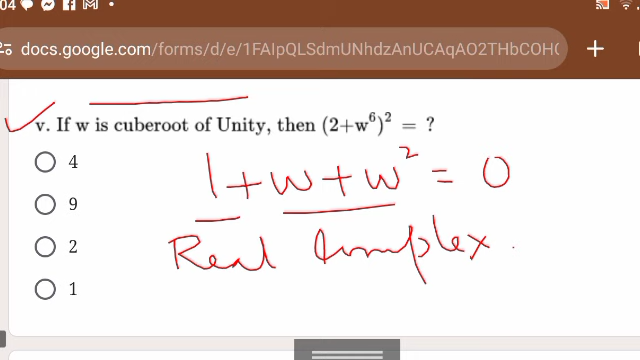 04
docs.google.com/forms/d/e/1FAIpQLSdmUNhdzAnUCAqAO2THbCOH
v. If w is cuberoot of Unity, then (2+w⁶)² = ?
4
1 + w + w² = 0
9
2
Real Complex
1